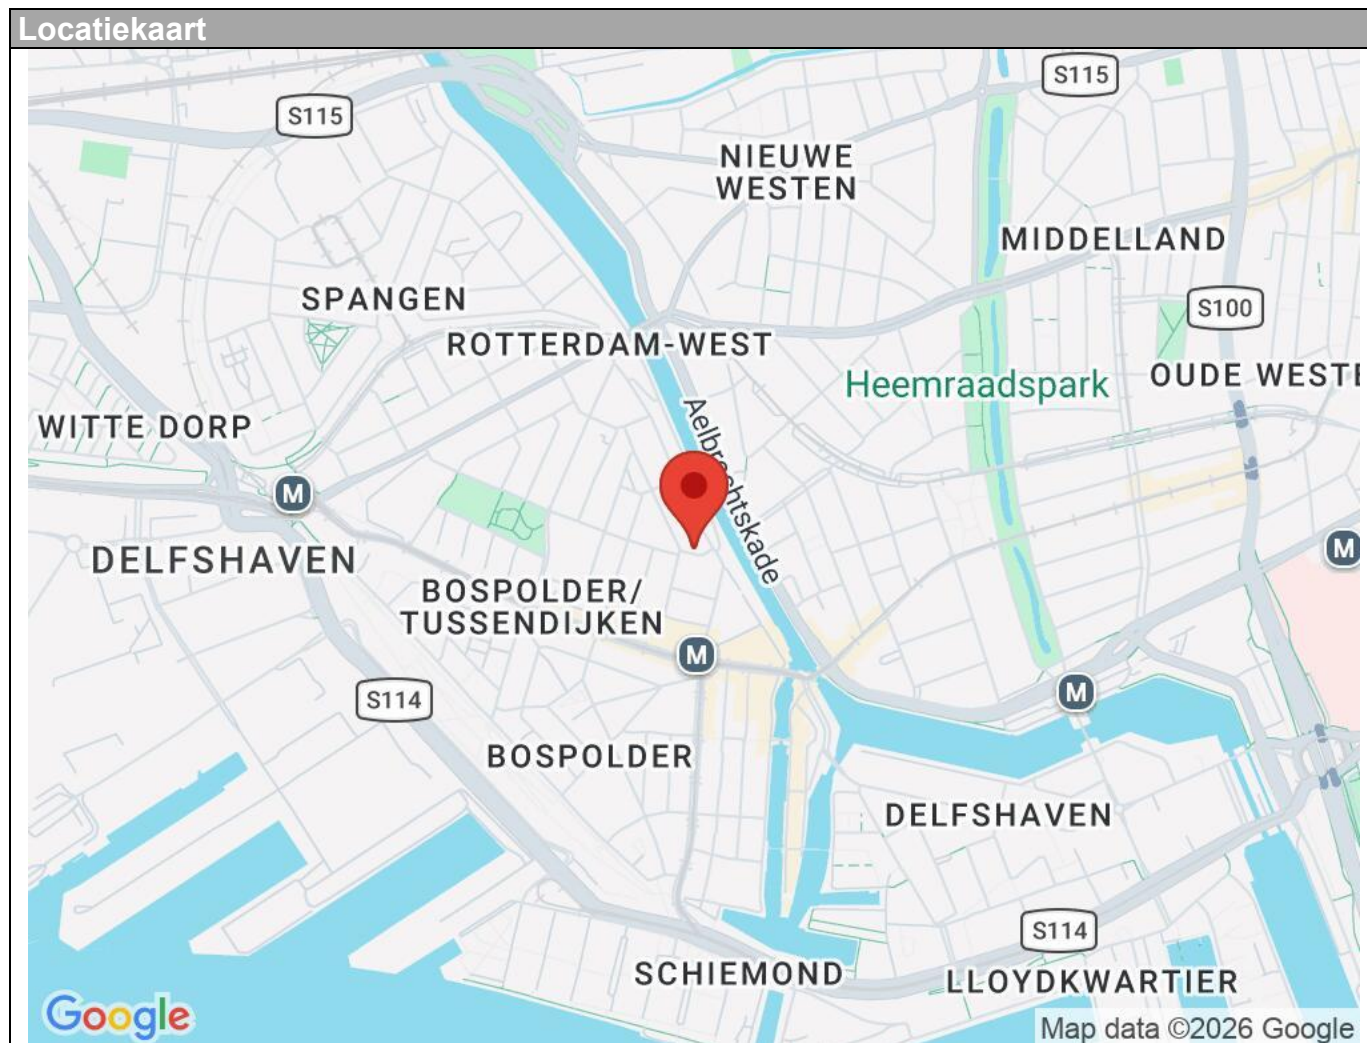 Locatiekaart
S115
S115
NIEUWE
WESTEN
MIDDELLAND
SPANGEN
S100
ROTTERDAM-WEST
Heemraadspark
OUDE WESTE
WITTE DORP
Aelbrechtskade
M
M
DELFSHAVEN
BOSPOLDER/
TUSSENDIJKEN
M
M
S114
BOSPOLDER
DELFSHAVEN
S114
SCHIEMOND
LLOYDKWARTIER
Google
Map data ©2026 Google